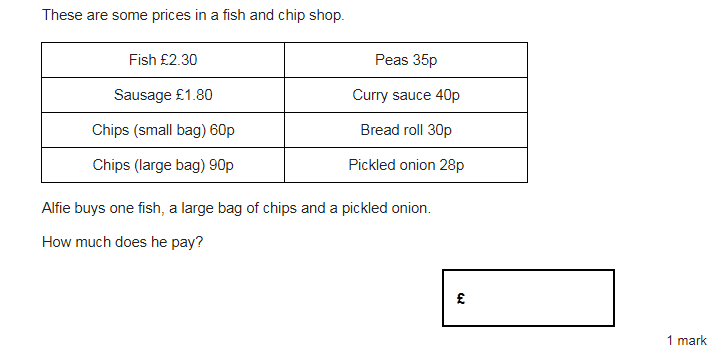 These are some prices in a fish and chip shop.
Fish £2.30 Peas 35p
Sausage £1.80 Curry sauce 40p
Chips (small bag) 60p Bread roll 30p
Chips (large bag) 90p Pickled onion 28p
Alfie buys one fish, a large bag of chips and a pickled onion.
How much does he pay?
£
1 mark